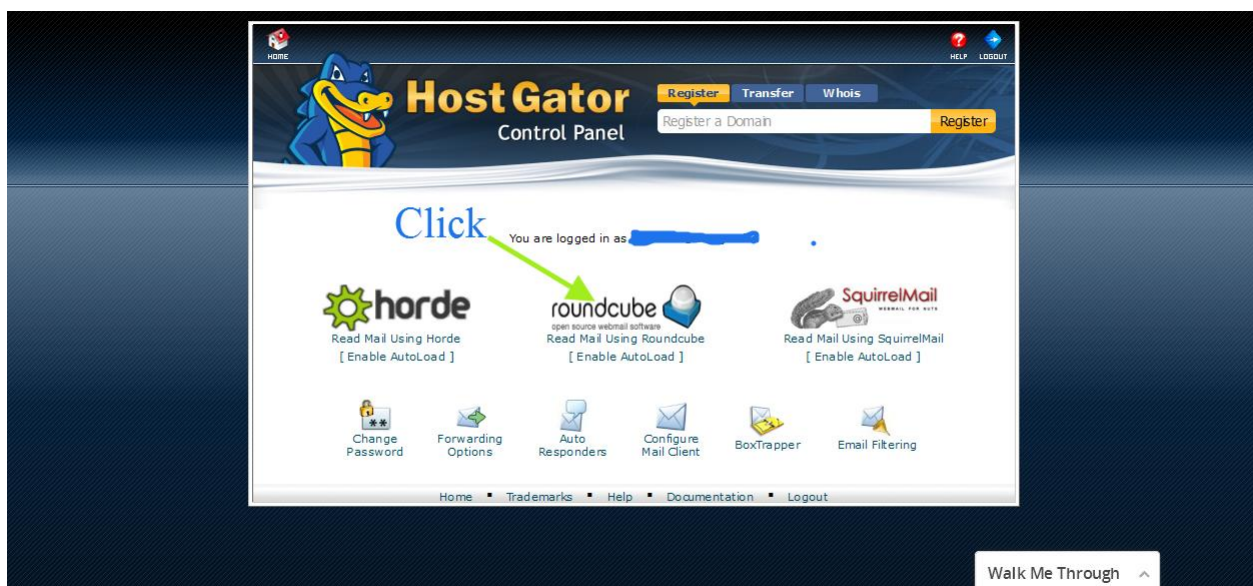 HOME
HELP LOGOUT
HostGator
Control Panel
Register Transfer Whois
Register a Domain Register
Click
You are logged in as
horde
Read Mail Using Horde
[ Enable AutoLoad ]
roundcube
open source webmail software
Read Mail Using Roundcube
[ Enable AutoLoad ]
SquirrelMail
WEBMAIL FOR NUTS
Read Mail Using SquirrelMail
[ Enable AutoLoad ]
**
Change
Password
Forwarding
Options
Auto
Responders
Configure
Mail Client
BoxTrapper
Email Filtering
Home ▪ Trademarks ▪ Help ▪ Documentation ▪ Logout
Walk Me Through